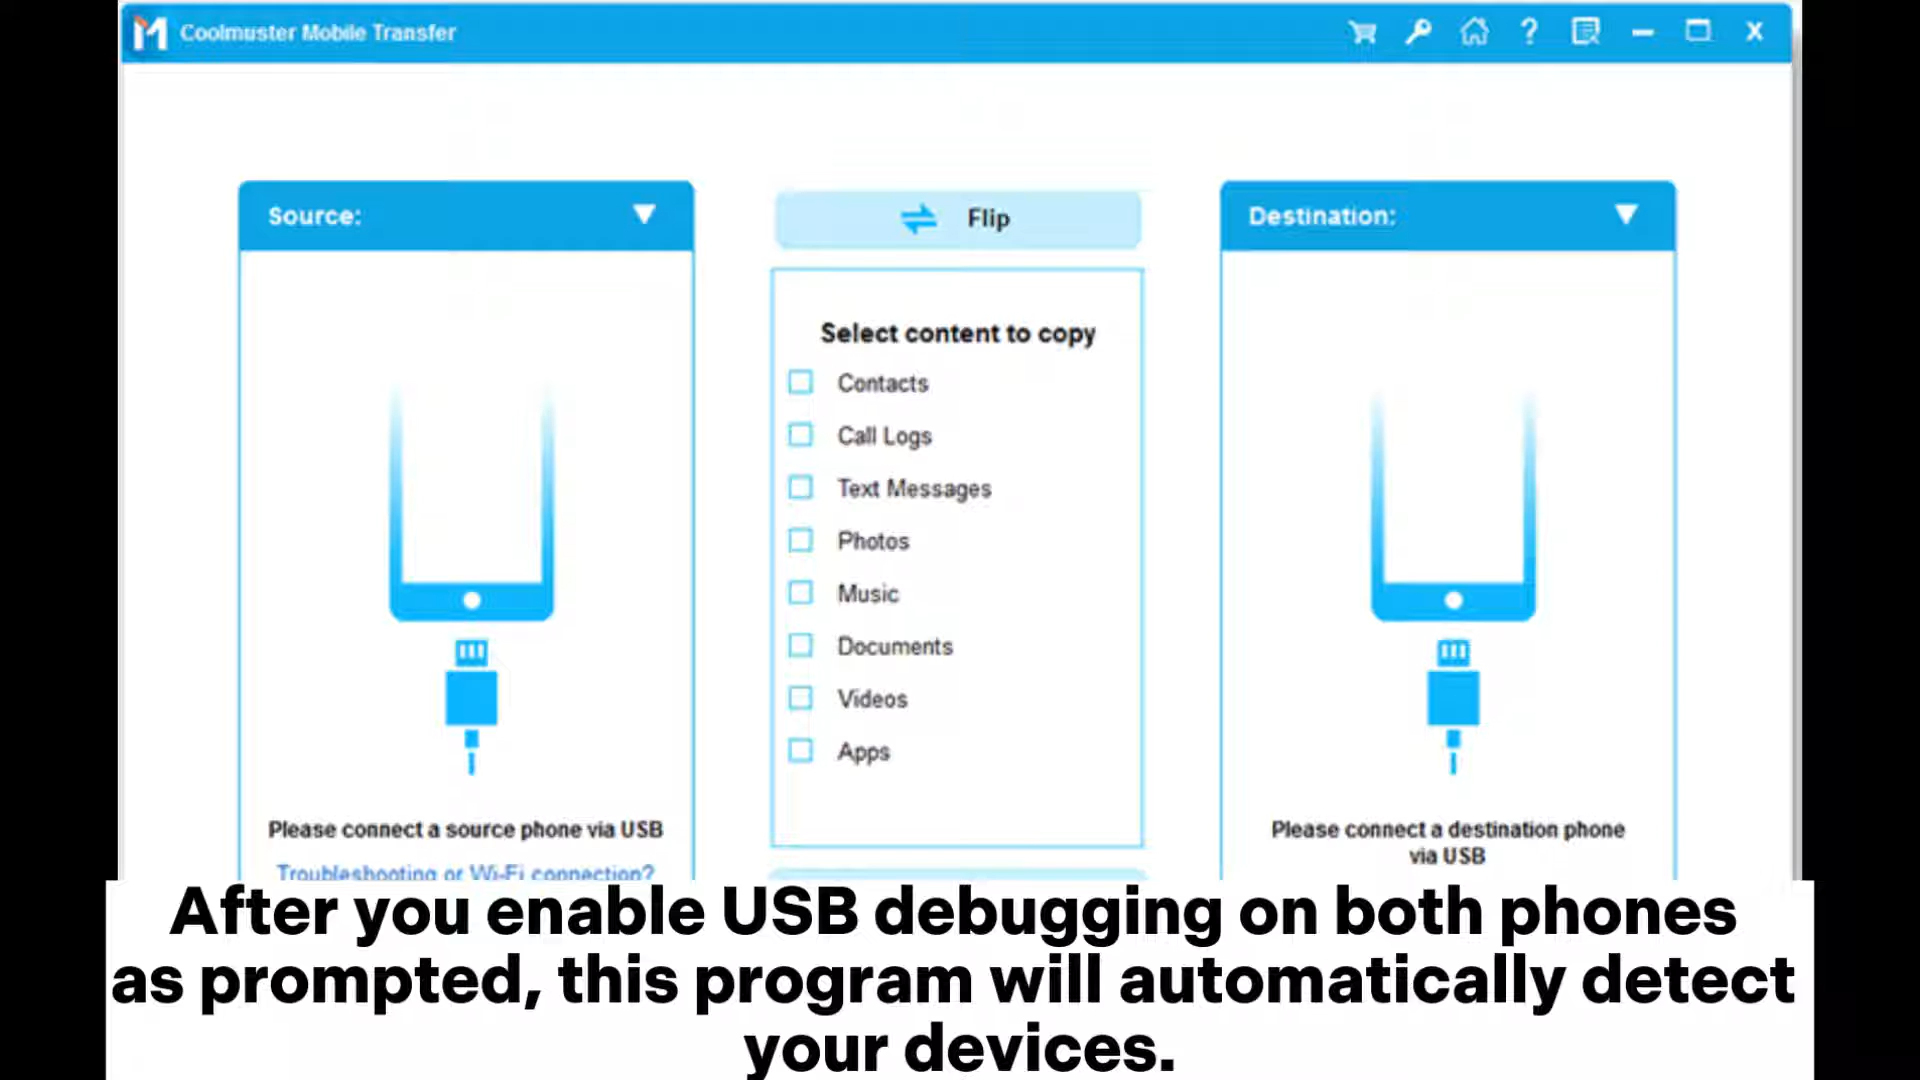 Coolmuster Mobile Transfer
Source:
Flip
Destination:
Select content to copy
Contacts
Call Logs
Text Messages
Photos
Music
Documents
Videos
Apps
Please connect a source phone via USB
Troubleshooting or Wi-Fi connection?
Please connect a destination phone
via USB
After you enable USB debugging on both phones
as prompted, this program will automatically detect
your devices.